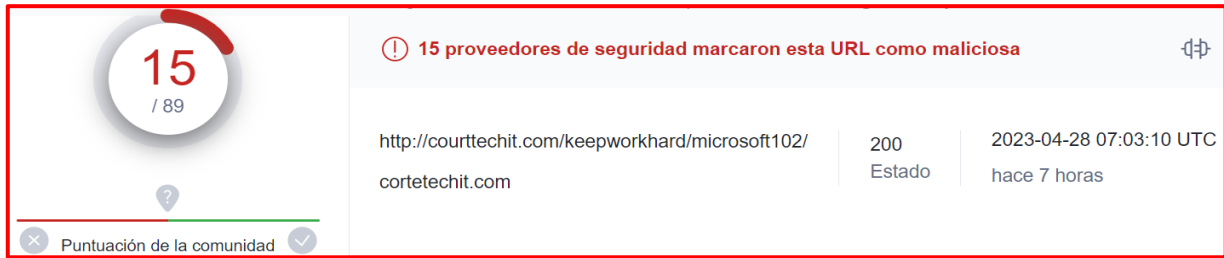 15
/ 89
?
Puntuación de la comunidad
15 proveedores de seguridad marcaron esta URL como maliciosa
http://courttechit.com/keepworkhard/microsoft102/
cortetechit.com
200
Estado
2023-04-28 07:03:10 UTC
hace 7 horas